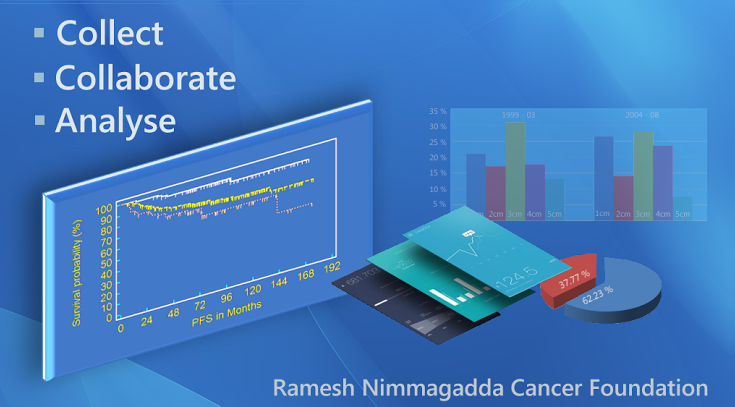 Collect
Collaborate
Analyse
Survival probability (%)
100
90
80
70
60
50
40
30
20
10
0
0 24 48 72 96 120 144 168 192
PFS in Months
35 %
30 %
25 %
20 %
15 %
10 %
5 %
1999 - 03
2004 - 08
2cm 3cm 4cm 5cm
1cm 2cm 3cm 4cm 5cm
124.5
37.77 %
62.23 %
Ramesh Nimmagadda Cancer Foundation